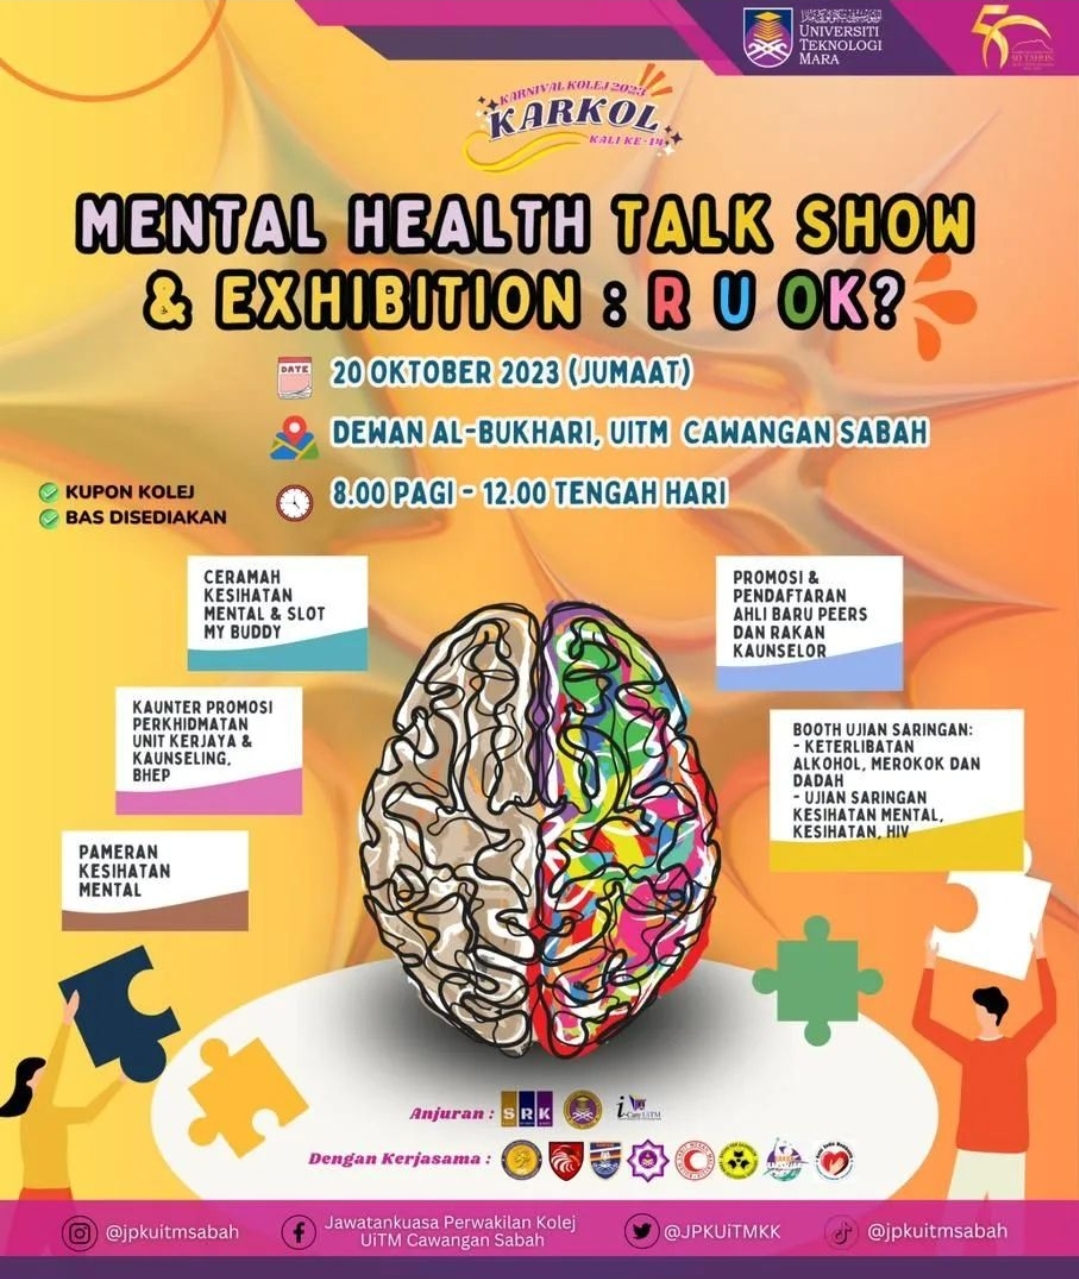 UNIVERSITI
TEKNOLOGI
MARA
50 TAHUN
KARNIVAL KOLEJ 2023
KARKOL
KALI KE-14
MENTAL HEALTH TALK SHOW
& EXHIBITION : R U OK?
DATE
20 OKTOBER 2023 (JUMAAT)
DEWAN AL-BUKHARI, UITM CAWANGAN SABAH
8.00 PAGI - 12.00 TENGAH HARI
KUPON KOLEJ
BAS DISEDIAKAN
CERAMAH
KESIHATAN
MENTAL & SLOT
MY BUDDY
KAUNTER PROMOSI
PERKHIDMATAN
UNIT KERJAYA &
KAUNSELING,
BHEP
PAMERAN
KESIHATAN
MENTAL
PROMOSI &
PENDAFTARAN
AHLI BARU PEERS
DAN RAKAN
KAUNSELOR
BOOTH UJIAN SARINGAN:
- KETERLIBATAN
ALKOHOL, MEROKOK DAN
DADAH
- UJIAN SARINGAN
KESIHATAN MENTAL,
KESIHATAN, HIV
Anjuran : SRK
Dengan Kerjasama :
@jpkuitmsabah
Jawatankuasa Perwakilan Kolej
UiTM Cawangan Sabah
@JPKUiTMKK
@jpkuitmsabah